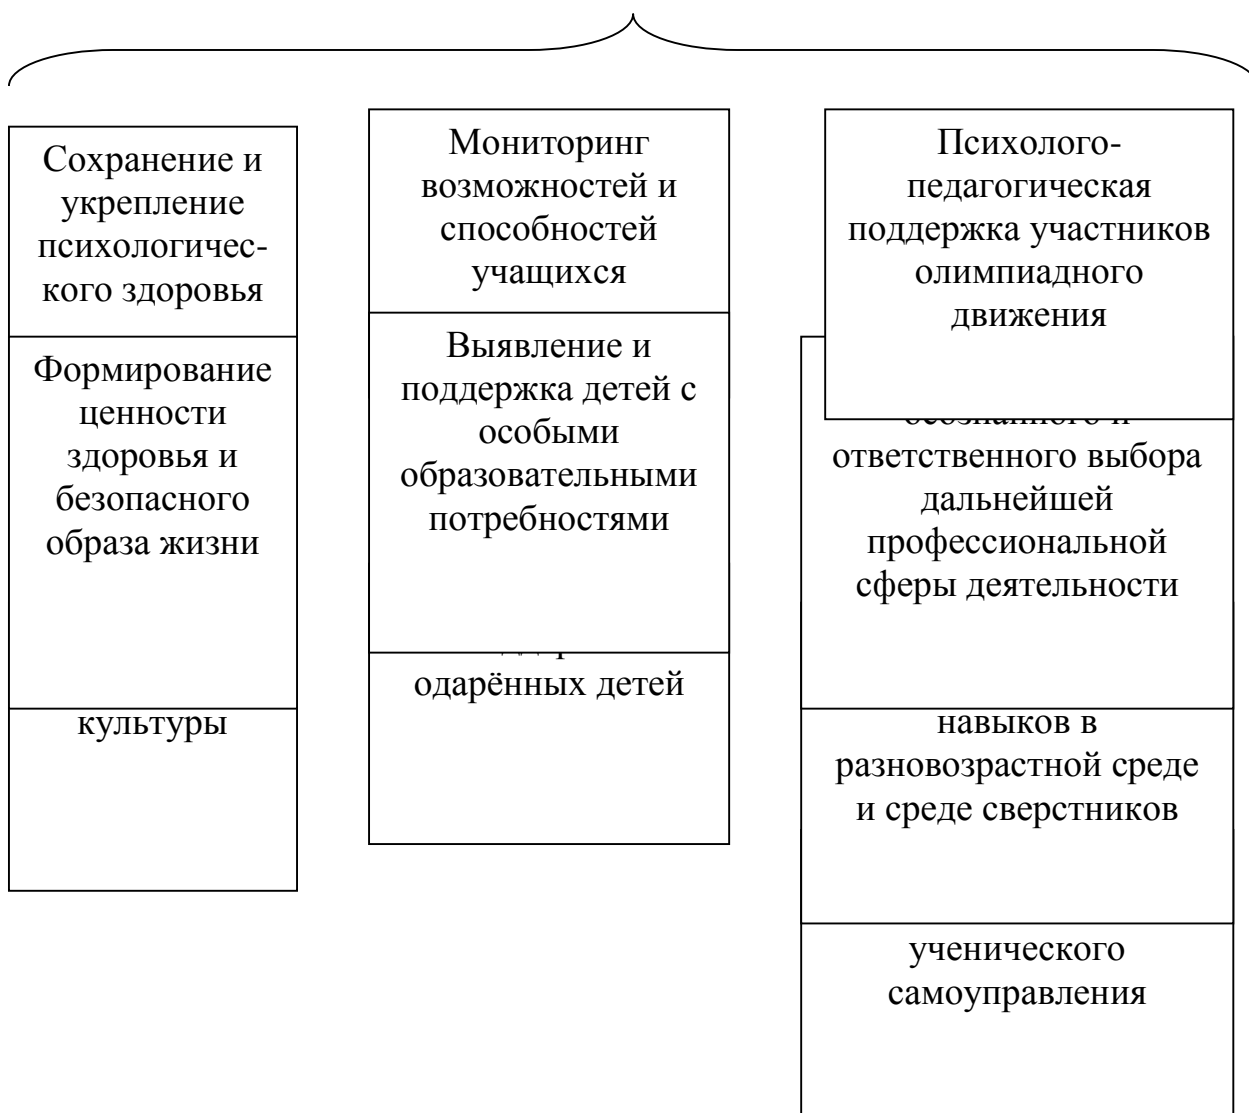 Сохранение и
укрепление
психологичес-
кого здоровья
Формирование
ценности
здоровья и
безопасного
образа жизни
культуры
Мониторинг
возможностей и
способностей
учащихся
Выявление и
поддержка детей с
особыми
образовательными
потребностями
одарённых детей
Психолого-
педагогическая
поддержка участников
олимпиадного
движения
осознанного и
ответственного выбора
дальнейшей
профессиональной
сферы деятельности
навыков в
разновозрастной среде
и среде сверстников
ученического
самоуправления